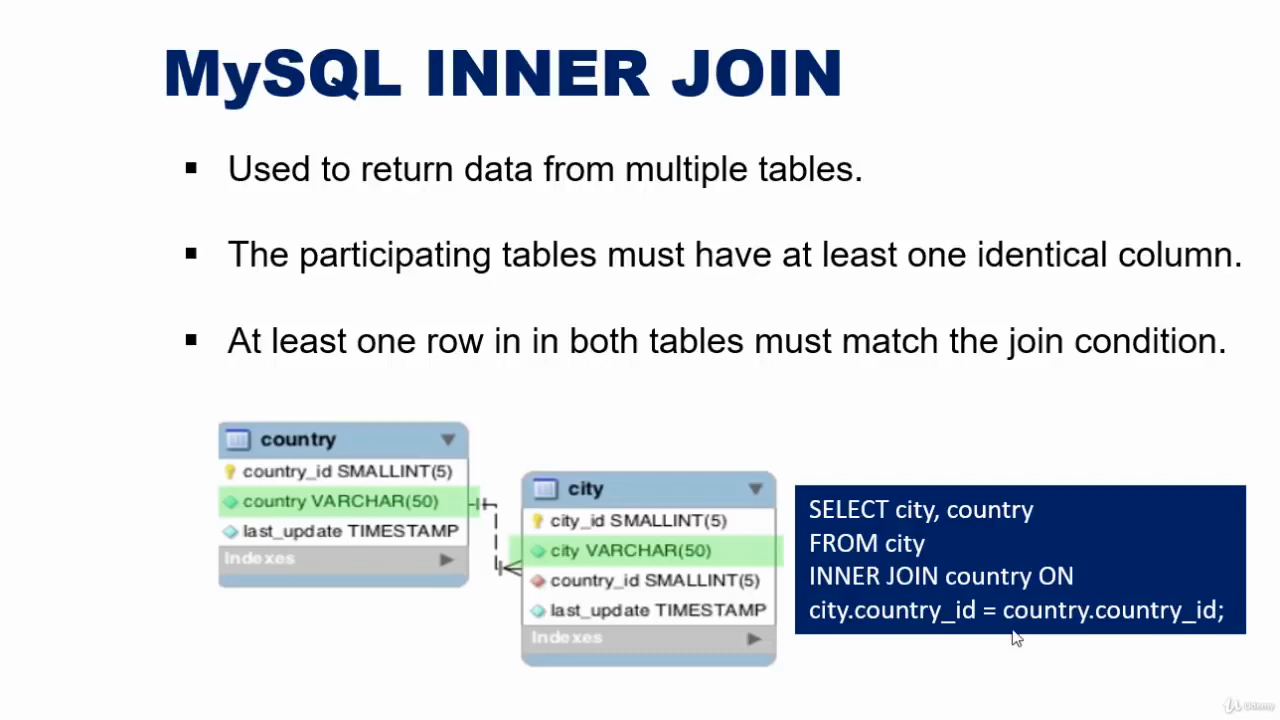 MySQL INNER JOIN
Used to return data from multiple tables.
The participating tables must have at least one identical column.
At least one row in in both tables must match the join condition.
country
country_id SMALLINT(5)
country VARCHAR(50)
last_update TIMESTAMP
Indexes
city
city_id SMALLINT(5)
city VARCHAR(50)
country_id SMALLINT(5)
last_update TIMESTAMP
Indexes
SELECT city, country
FROM city
INNER JOIN country ON
city.country_id = country.country_id;
Udemy